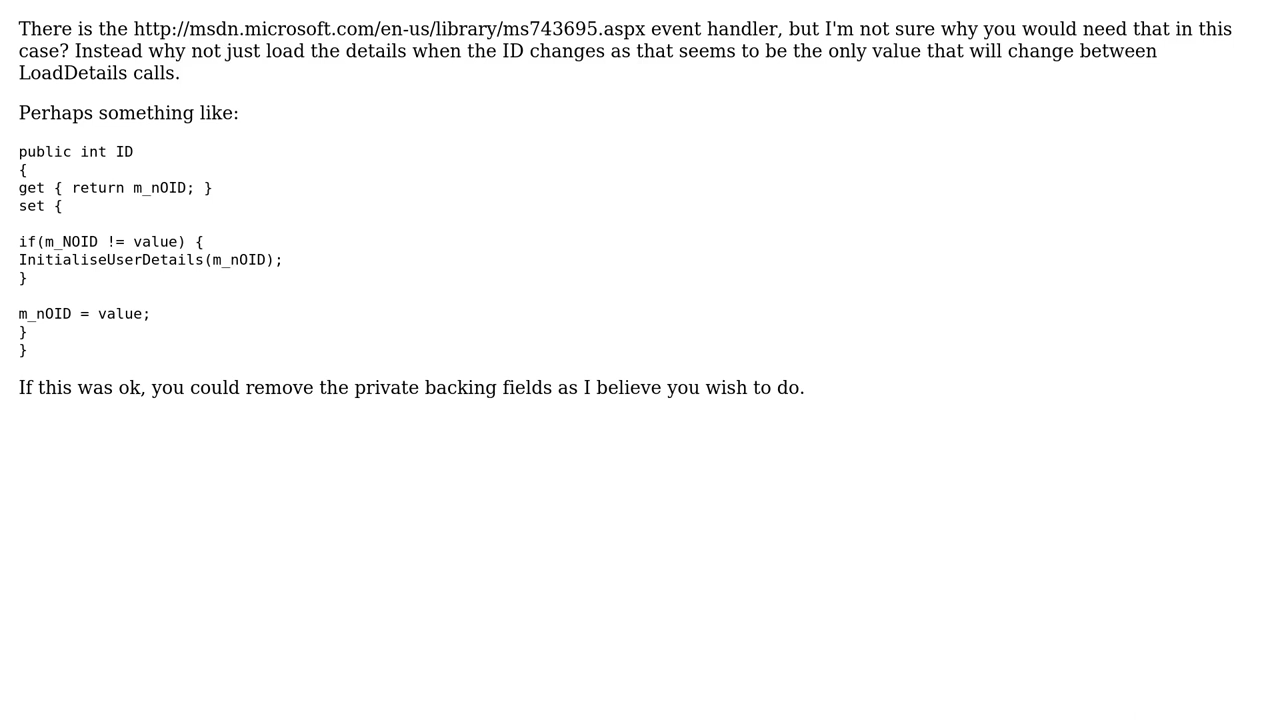 There is the http://msdn.microsoft.com/en-us/library/ms743695.aspx event handler, but I'm not sure why you would need that in this
case? Instead why not just load the details when the ID changes as that seems to be the only value that will change between
LoadDetails calls.
Perhaps something like:
public int ID
{
get { return m_nOID; }
set {
if(m_NOID != value) {
InitialiseUserDetails(m_nOID);
}
m_nOID = value;
}
}
If this was ok, you could remove the private backing fields as I believe you wish to do.